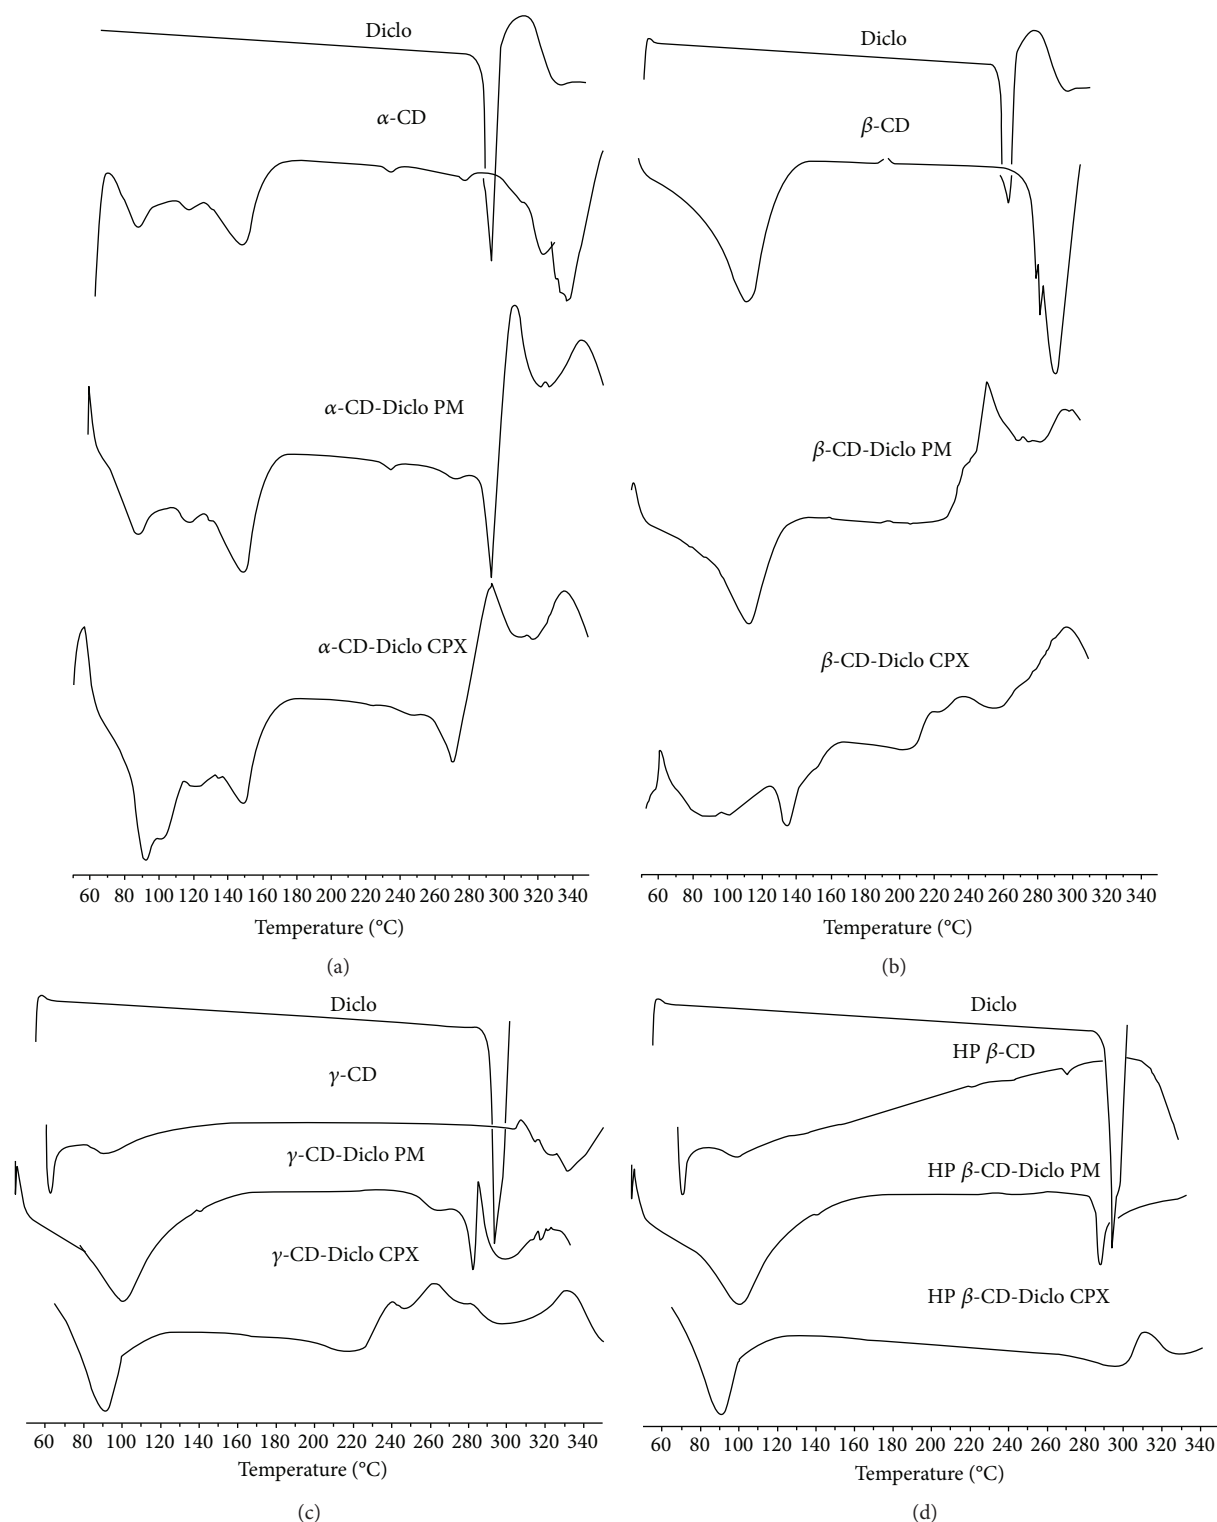 Diclo
α-CD
α-CD-Diclo PM
α-CD-Diclo CPX
60 80 100 120 140 160 180 200 220 240 260 280 300 320 340
Temperature (°C)
(a)
Diclo
β-CD
β-CD-Diclo PM
β-CD-Diclo CPX
60 80 100 120 140 160 180 200 220 240 260 280 300 320 340
Temperature (°C)
(b)
Diclo
γ-CD
γ-CD-Diclo PM
γ-CD-Diclo CPX
60 80 100 120 140 160 180 200 220 240 260 280 300 320 340
Temperature (°C)
(c)
Diclo
HP β-CD
HP β-CD-Diclo PM
HP β-CD-Diclo CPX
60 80 100 120 140 160 180 200 220 240 260 280 300 320 340
Temperature (°C)
(d)